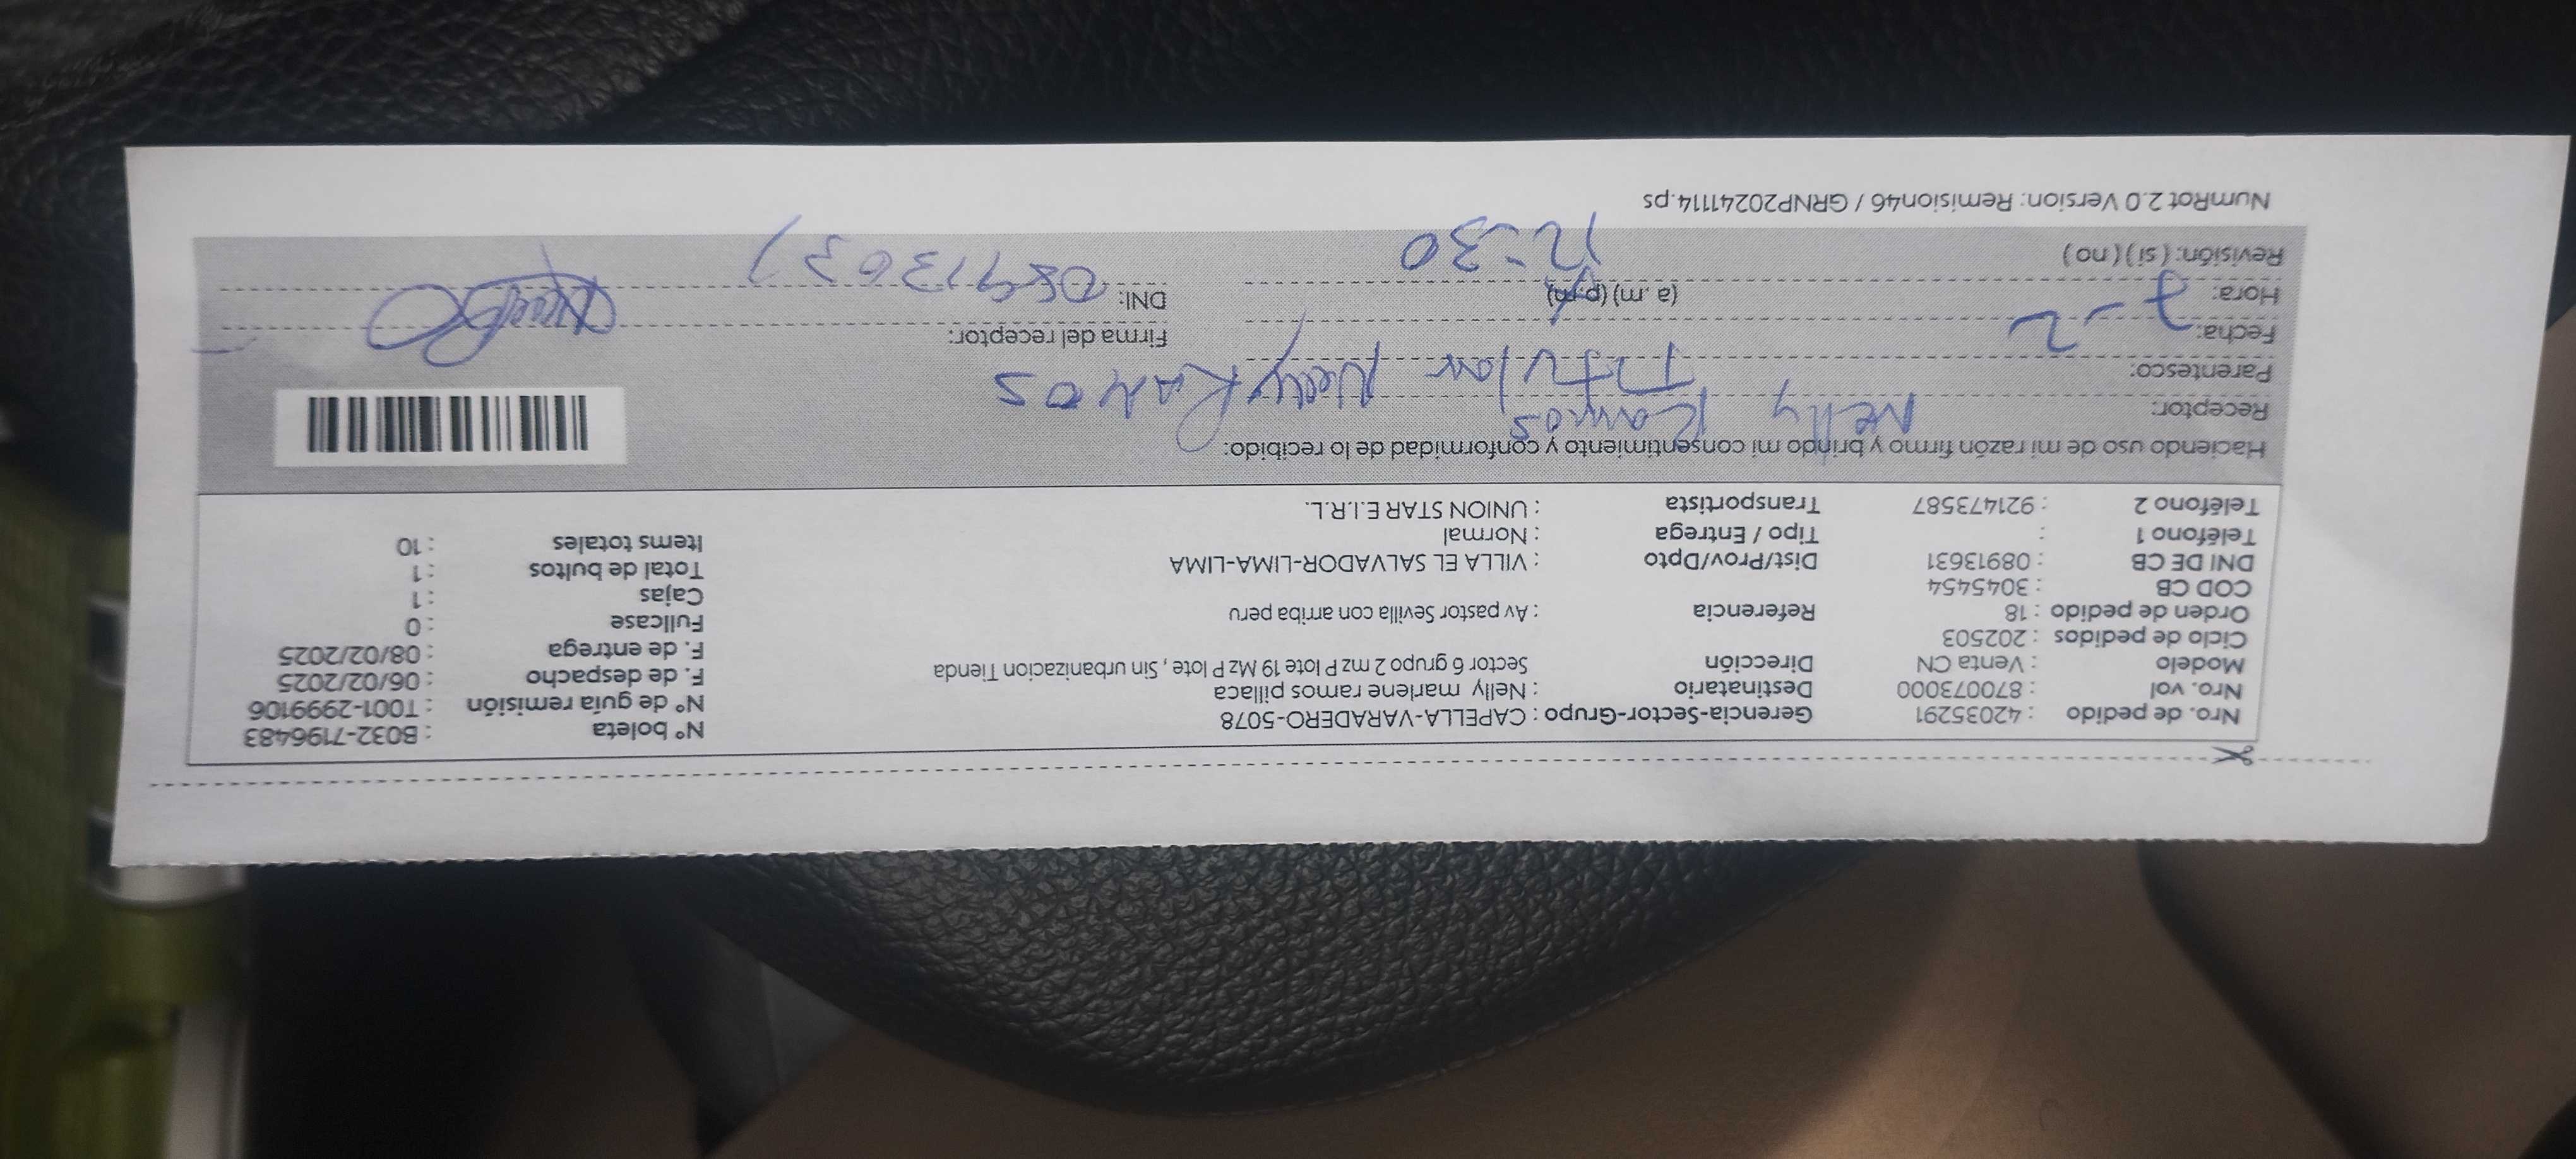 Nro. de pedido : 42035291 Gerencia-Sector-Grupo : CAPELLA-VARADERO-5078 N° boleta : B032-7196483
Nro. vol : 870073000 Destinatario : Nelly marlene ramos pillaca N° de guía remisión : T001-2999106
Modelo : Venta CN Dirección Sector 6 grupo 2 mz P lote 19 Mz P lote , Sin urbanizacion Tienda F. de despacho : 06/02/2025
Ciclo de pedidos : 202503 F. de entrega : 08/02/2025
Orden de pedido : 18 Referencia : Av pastor Sevilla con arriba peru Fullcase : 0
COD CB : 3045454 Cajas : 1
DNI DE CB : 08913631 Dist/Prov/Dpto : VILLA EL SALVADOR-LIMA-LIMA Total de bultos : 1
Teléfono 1 : Tipo / Entrega : Normal Items totales : 10
Teléfono 2 : 921473587 Transportista : UNION STAR E.I.R.L.
Haciendo uso de mi razón firmo y brindo mi consentimiento y conformidad de lo recibido:
Receptor: Nelly Ramos
Parentesco: Titular Nelly Ramos
Fecha: 7-2 Firma del receptor:
Hora: (a .m) (p.m) DNI:
Revisión: ( si ) ( no ) 12:30
NumRot 2.0 Version: Remision46 / GRNP20241114.ps